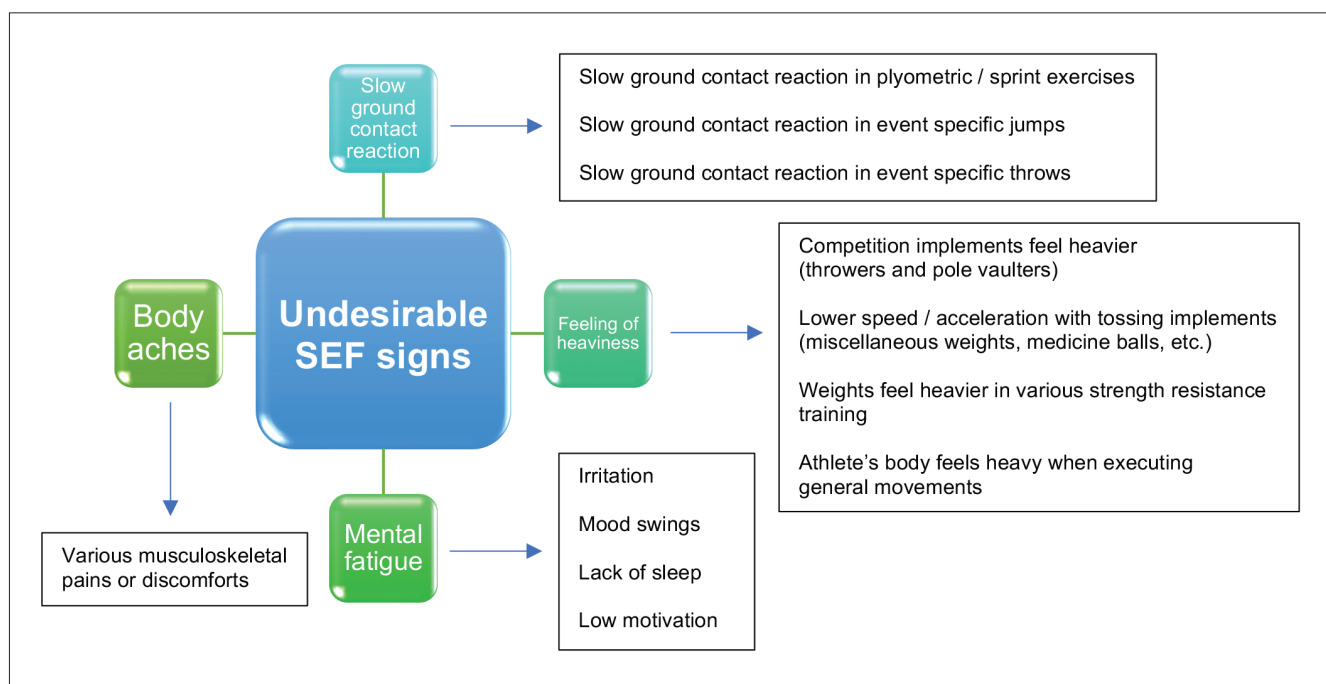 Slow
ground
contact
reaction
Slow ground contact reaction in plyometric / sprint exercises
Slow ground contact reaction in event specific jumps
Slow ground contact reaction in event specific throws
Undesirable
SEF signs
Body
aches
Feeling of
heaviness
Competition implements feel heavier
(throwers and pole vaulters)
Lower speed / acceleration with tossing implements
(miscellaneous weights, medicine balls, etc.)
Weights feel heavier in various strength resistance
training
Athlete's body feels heavy when executing
general movements
Mental
fatigue
Irritation
Mood swings
Lack of sleep
Low motivation
Various musculoskeletal
pains or discomforts